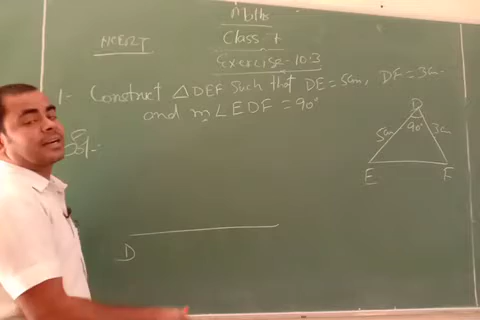 Maths
NCERT
Class 7
Exercise-10.3
1- Construct △DEF such that DE=5cm, DF=3cm.
and m∠EDF=90°
Sol:-
D
5cm 90° 3cm
E F
D